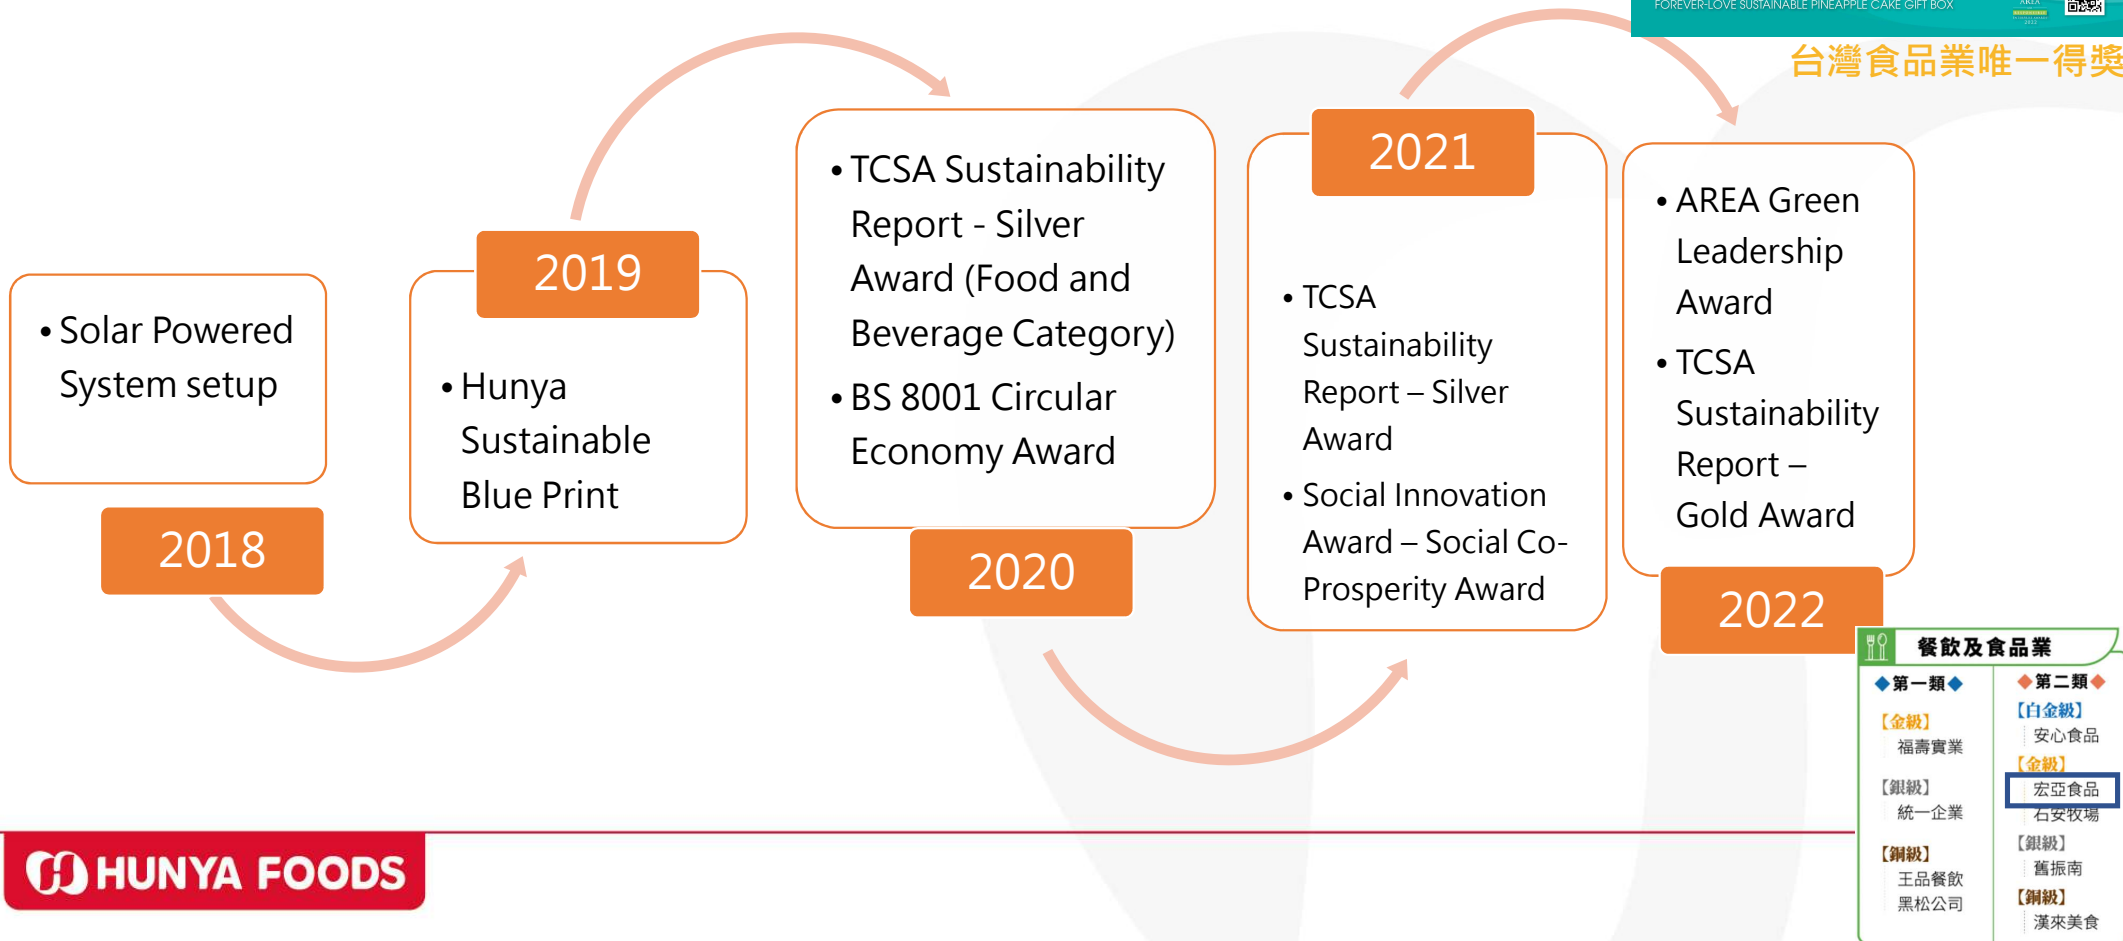 FOREVER-LOVE SUSTAINABLE PINEAPPLE CAKE GIFT BOX
AREA
2022
台灣食品業唯一得獎
• Solar Powered
System setup
2018
2019
• Hunya
Sustainable
Blue Print
• TCSA Sustainability
Report - Silver
Award (Food and
Beverage Category)
• BS 8001 Circular
Economy Award
2020
2021
• TCSA
Sustainability
Report – Silver
Award
• Social Innovation
Award – Social Co-
Prosperity Award
• AREA Green
Leadership
Award
• TCSA
Sustainability
Report –
Gold Award
2022
餐飲及食品業
◆第一類◆
【金級】
福壽實業
【銀級】
統一企業
【銅級】
王品餐飲
黑松公司
◆第二類◆
【白金級】
安心食品
【金級】
宏亞食品
石安牧場
【銀級】
舊振南
【銅級】
漢來美食
HUNYA FOODS